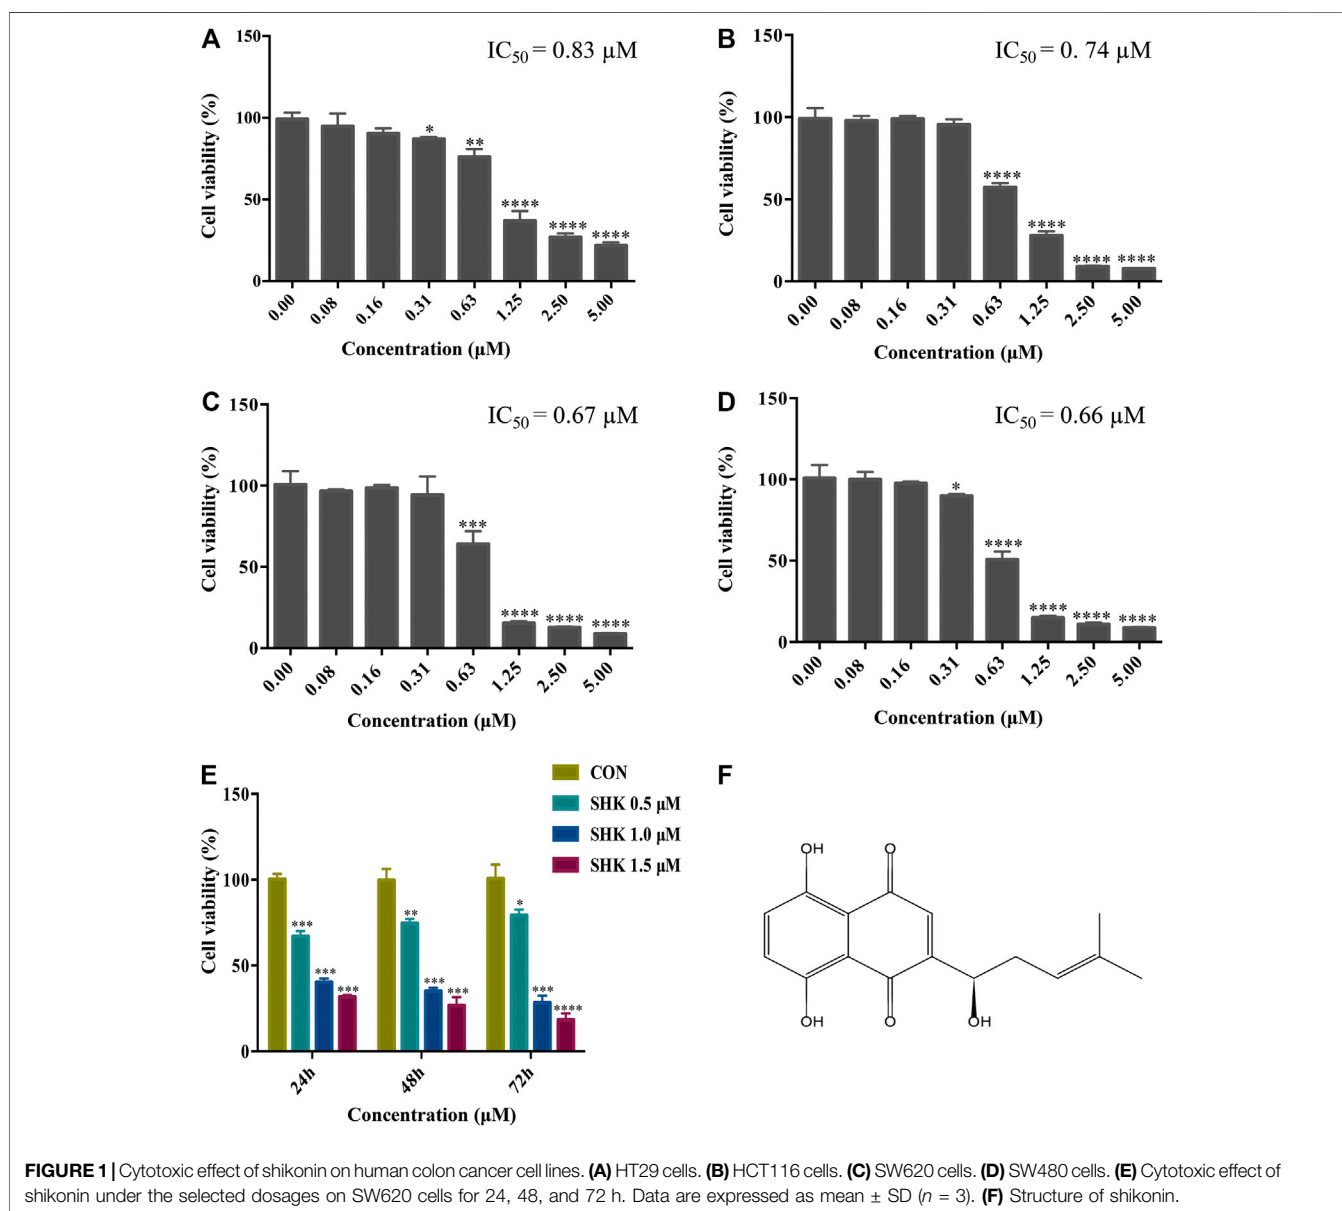 A
IC50 = 0.83 µM
Cell viability (%)
150
100
50
0
*
**
****
****
****
0.00 0.08 0.16 0.31 0.63 1.25 2.50 5.00
Concentration (µM)
B
IC50 = 0. 74 µM
Cell viability (%)
150
100
50
0
****
****
****
****
0.00 0.08 0.16 0.31 0.63 1.25 2.50 5.00
Concentration (µM)
C
IC50 = 0.67 µM
Cell viability (%)
150
100
50
0
***
****
****
****
0.00 0.08 0.16 0.31 0.63 1.25 2.50 5.00
Concentration (µM)
D
IC50 = 0.66 µM
Cell viability (%)
150
100
50
0
*
****
****
****
****
0.00 0.08 0.16 0.31 0.63 1.25 2.50 5.00
Concentration (µM)
E
CON
SHK 0.5 µM
SHK 1.0 µM
SHK 1.5 µM
Cell viability (%)
150
100
50
0
***
***
***
**
***
***
*
***
****
24h 48h 72h
Concentration (µM)
F
OH O
OH O OH
FIGURE 1 | Cytotoxic effect of shikonin on human colon cancer cell lines. (A) HT29 cells. (B) HCT116 cells. (C) SW620 cells. (D) SW480 cells. (E) Cytotoxic effect of
shikonin under the selected dosages on SW620 cells for 24, 48, and 72 h. Data are expressed as mean ± SD (n = 3). (F) Structure of shikonin.